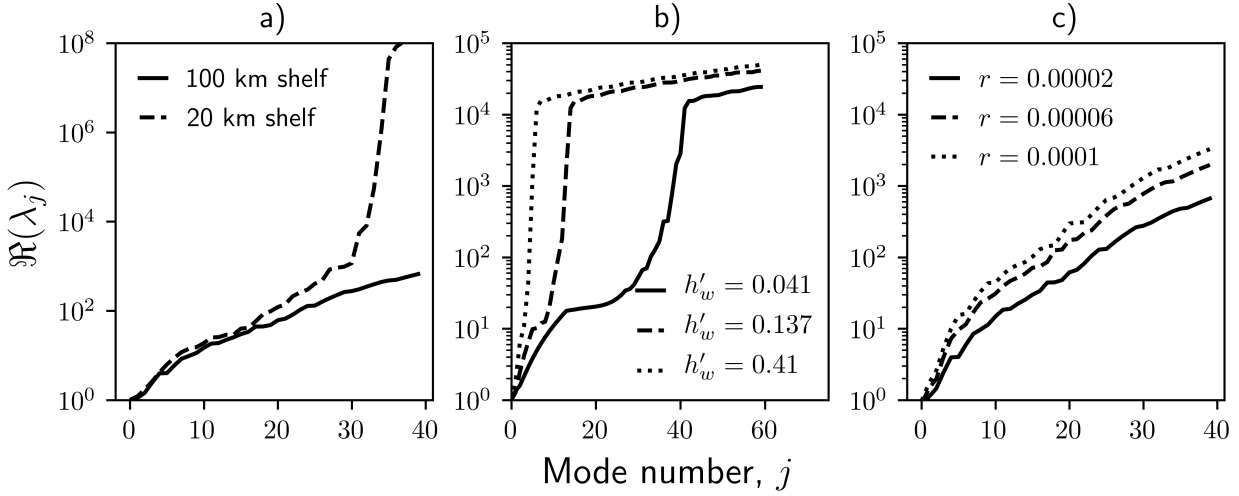 a)
ℜ(λ_j)
10^8
10^6
10^4
10^2
10^0
100 km shelf
20 km shelf
0 10 20 30 40
b)
10^5
10^4
10^3
10^2
10^1
10^0
h'_w = 0.041
h'_w = 0.137
h'_w = 0.41
0 20 40 60
c)
10^5
10^4
10^3
10^2
10^1
10^0
r = 0.00002
r = 0.00006
r = 0.0001
0 10 20 30 40
Mode number, j